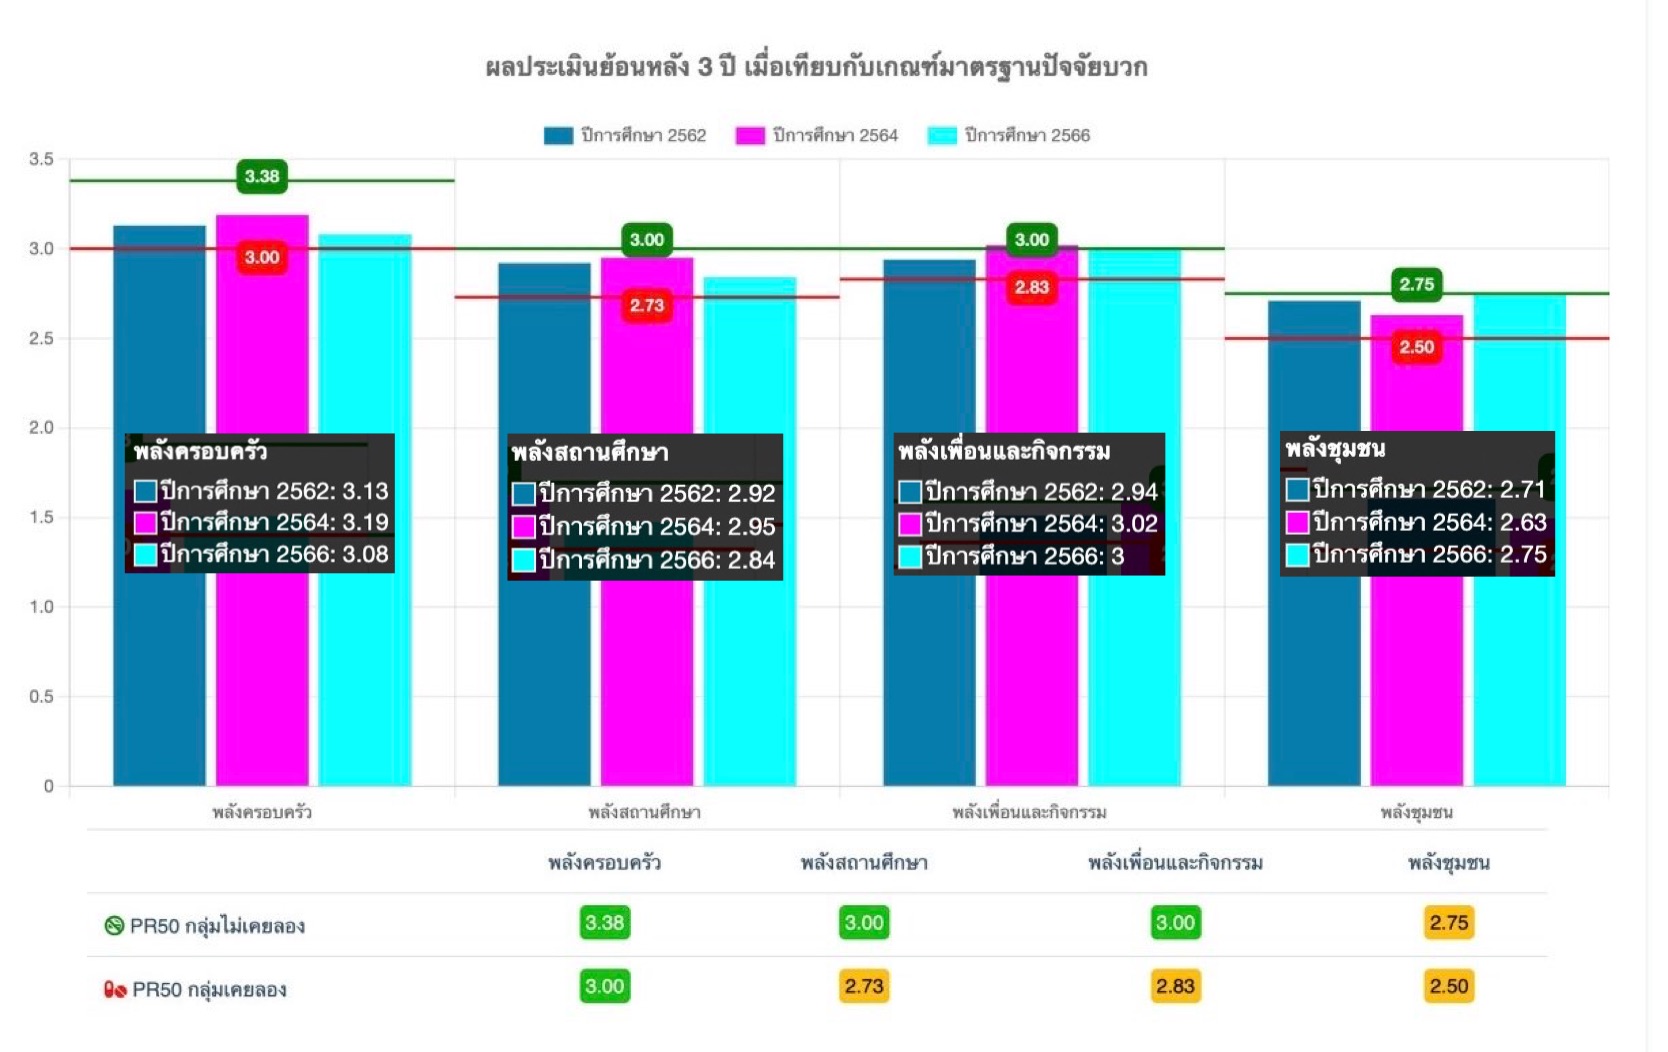 ผลประเมินย้อนหลัง 3 ปี เมื่อเทียบกับเกณฑ์มาตรฐานปัจจัยบวก
ปีการศึกษา 2562 ปีการศึกษา 2564 ปีการศึกษา 2566
3.5
3.0
2.5
2.0
1.5
1.0
0.5
0
3.38
3.00
3.00
2.73
3.00
2.83
2.75
2.50
พลังครอบครัว
ปีการศึกษา 2562: 3.13
ปีการศึกษา 2564: 3.19
ปีการศึกษา 2566: 3.08
พลังสถานศึกษา
ปีการศึกษา 2562: 2.92
ปีการศึกษา 2564: 2.95
ปีการศึกษา 2566: 2.84
พลังเพื่อนและกิจกรรม
ปีการศึกษา 2562: 2.94
ปีการศึกษา 2564: 3.02
ปีการศึกษา 2566: 3
พลังชุมชน
ปีการศึกษา 2562: 2.71
ปีการศึกษา 2564: 2.63
ปีการศึกษา 2566: 2.75
พลังครอบครัว พลังสถานศึกษา พลังเพื่อนและกิจกรรม พลังชุมชน
พลังครอบครัว พลังสถานศึกษา พลังเพื่อนและกิจกรรม พลังชุมชน
PR50 กลุ่มไม่เคยลอง 3.38 3.00 3.00 2.75
PR50 กลุ่มเคยลอง 3.00 2.73 2.83 2.50